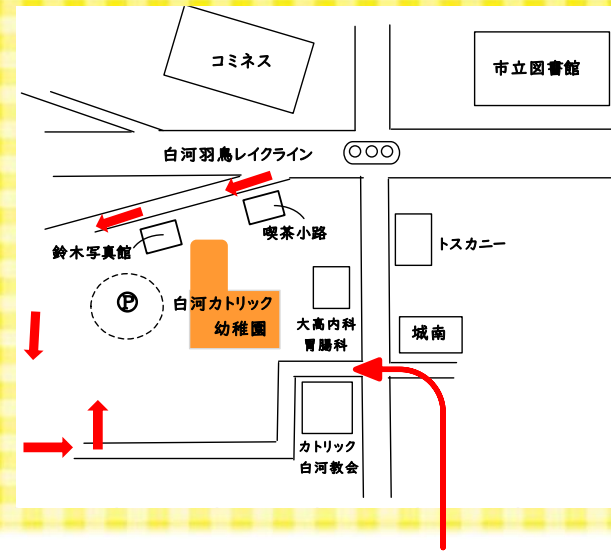 コミネス
市立図書館
白河羽鳥レイクライン
喫茶小路
トスカニー
鈴木写真館
P
白河カトリック
幼稚園
大高内科
胃腸科
城南
カトリック
白河教会